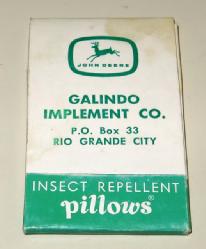 JOHN DEERE
GALINDO
IMPLEMENT CO.
P.O. Box 33
RIO GRANDE CITY
INSECT REPELLENT
pillows®